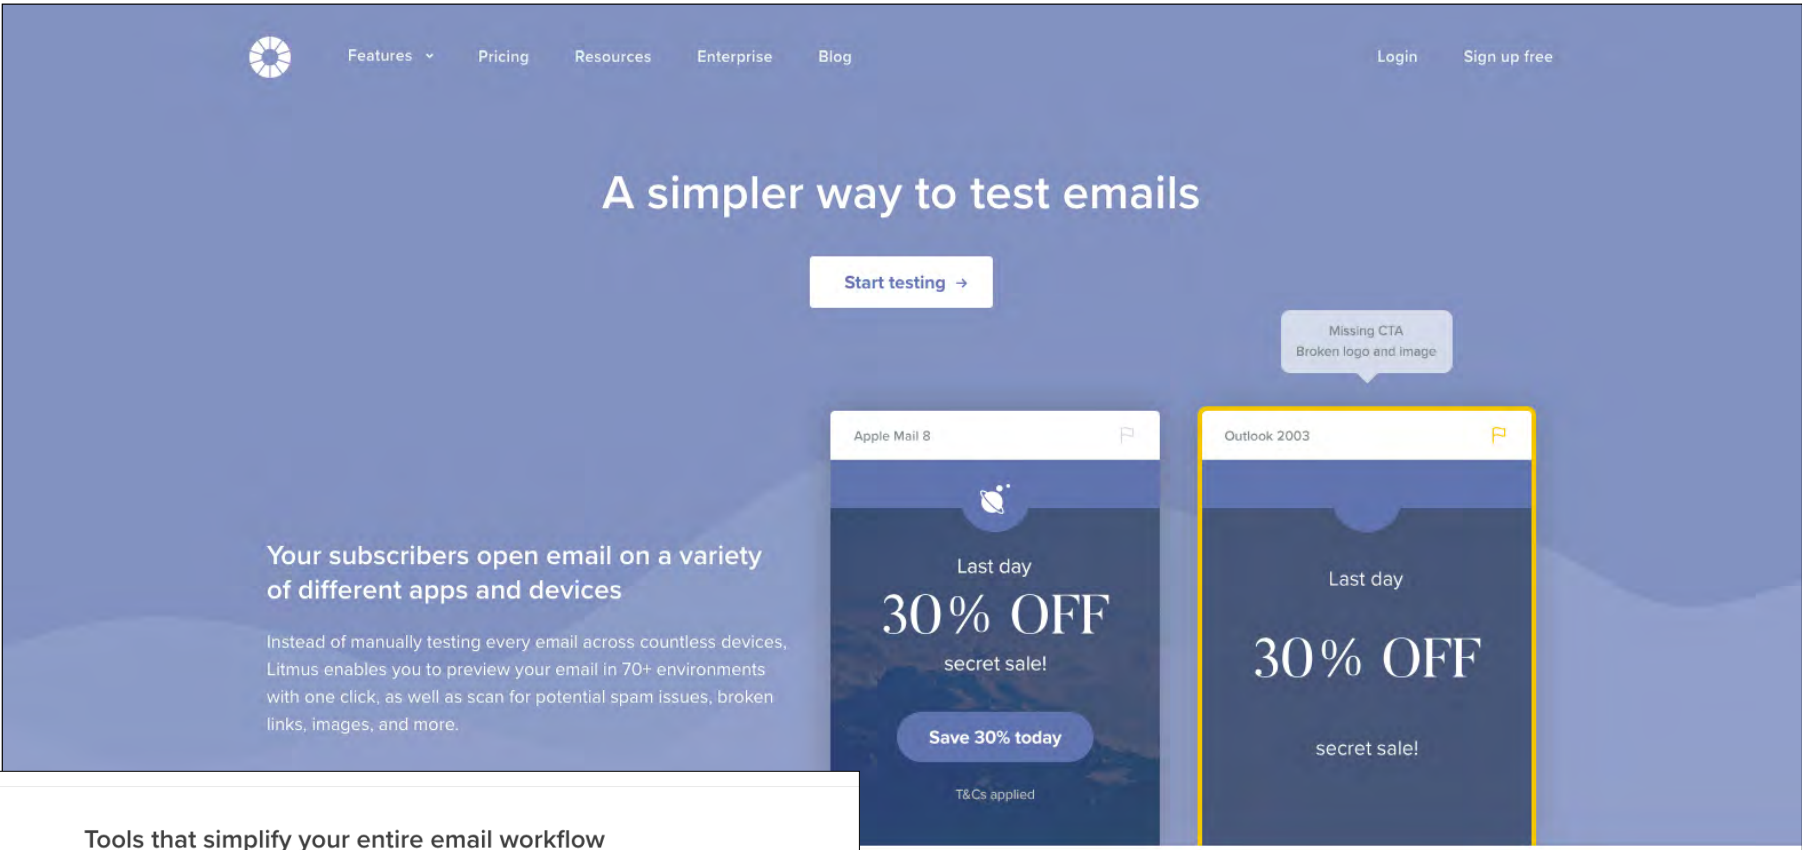 Features
Pricing
Resources
Enterprise
Blog
Login
Sign up free
A simpler way to test emails
Start testing →
Missing CTA
Broken logo and image
Your subscribers open email on a variety
of different apps and devices
Instead of manually testing every email across countless devices,
Litmus enables you to preview your email in 70+ environments
with one click, as well as scan for potential spam issues, broken
links, images, and more.
Apple Mail 8
Last day
30% OFF
secret sale!
Save 30% today
T&Cs applied
Outlook 2003
Last day
30% OFF
secret sale!
Tools that simplify your entire email workflow